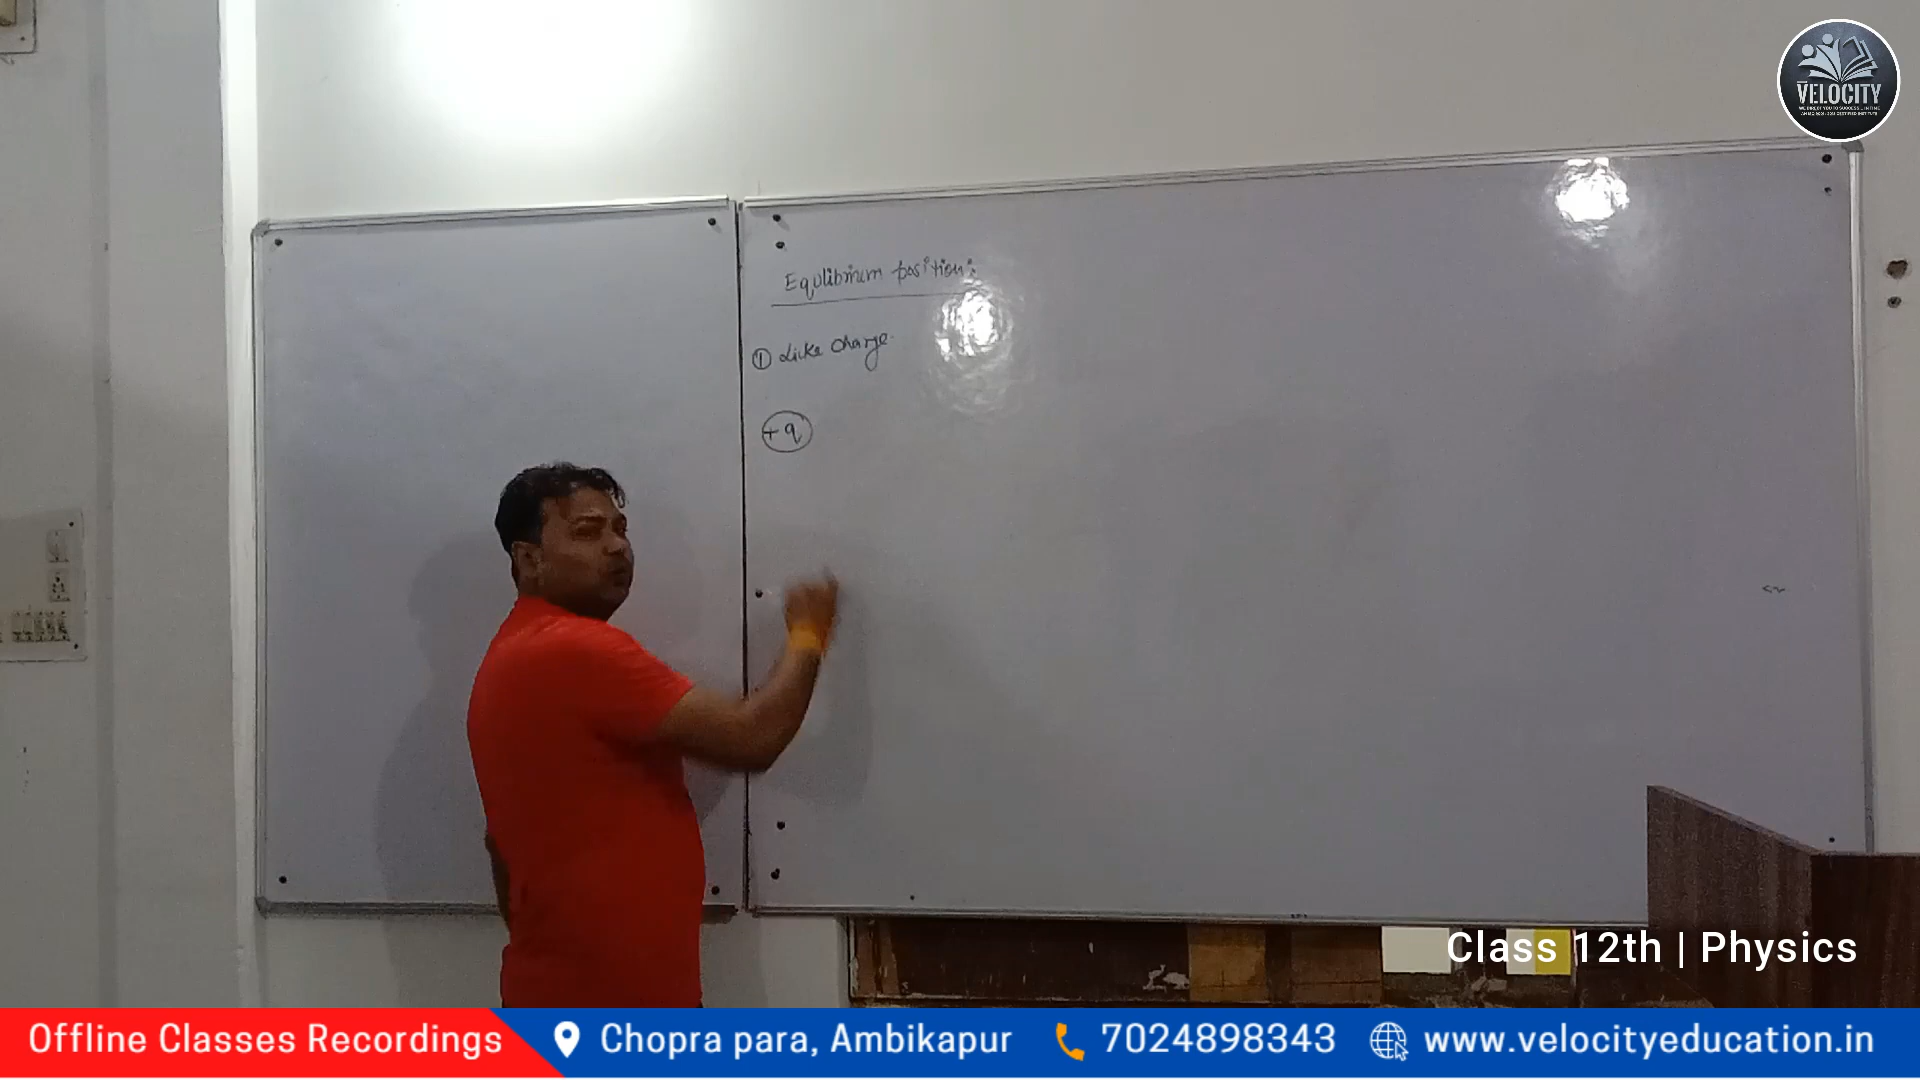 VELOCITY
Equlibrium position:
① Like charge.
+q
Class 12th | Physics
Offline Classes Recordings
Chopra para, Ambikapur
7024898343
www.velocityeducation.in